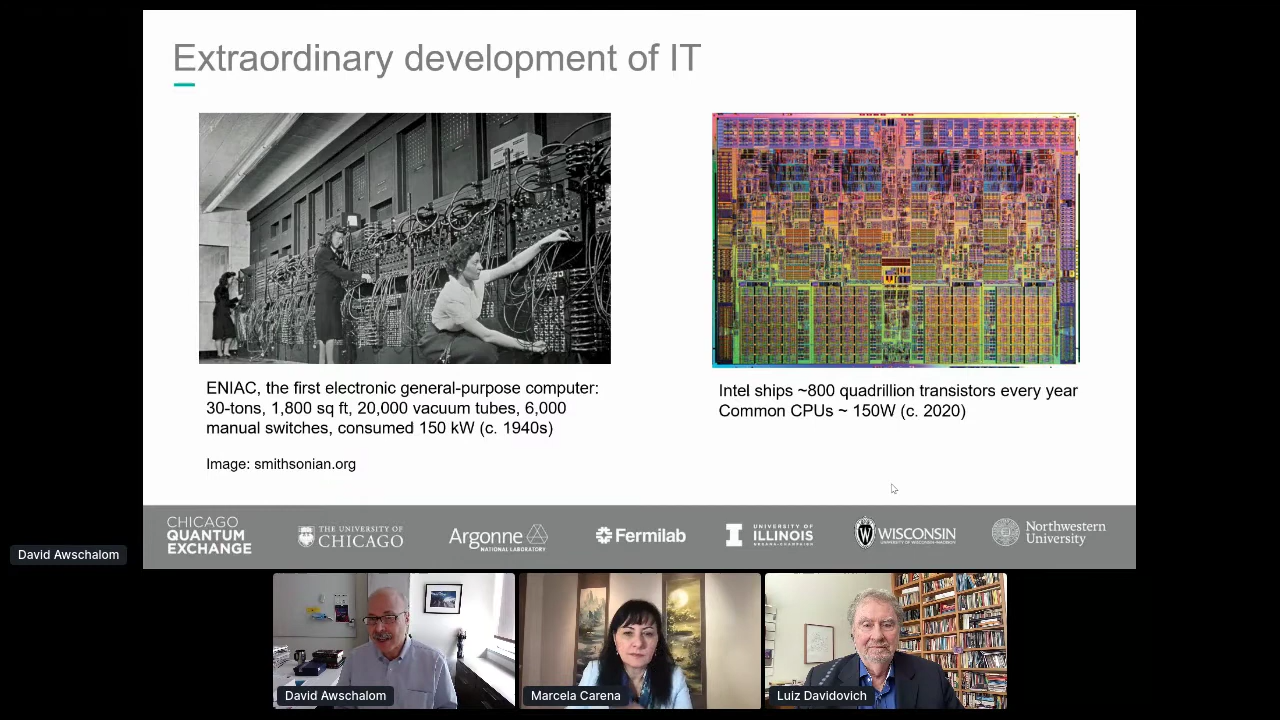 Extraordinary development of IT
ENIAC, the first electronic general-purpose computer:
30-tons, 1,800 sq ft, 20,000 vacuum tubes, 6,000
manual switches, consumed 150 kW (c. 1940s)
Image: smithsonian.org
Intel ships ~800 quadrillion transistors every year
Common CPUs ~ 150W (c. 2020)
CHICAGO
QUANTUM
EXCHANGE
THE UNIVERSITY OF
CHICAGO
Argonne
NATIONAL LABORATORY
Fermilab
I
UNIVERSITY OF
ILLINOIS
URBANA-CHAMPAIGN
W
WISCONSIN
UNIVERSITY OF WISCONSIN-MADISON
Northwestern
University
David Awschalom
David Awschalom
Marcela Carena
Luiz Davidovich